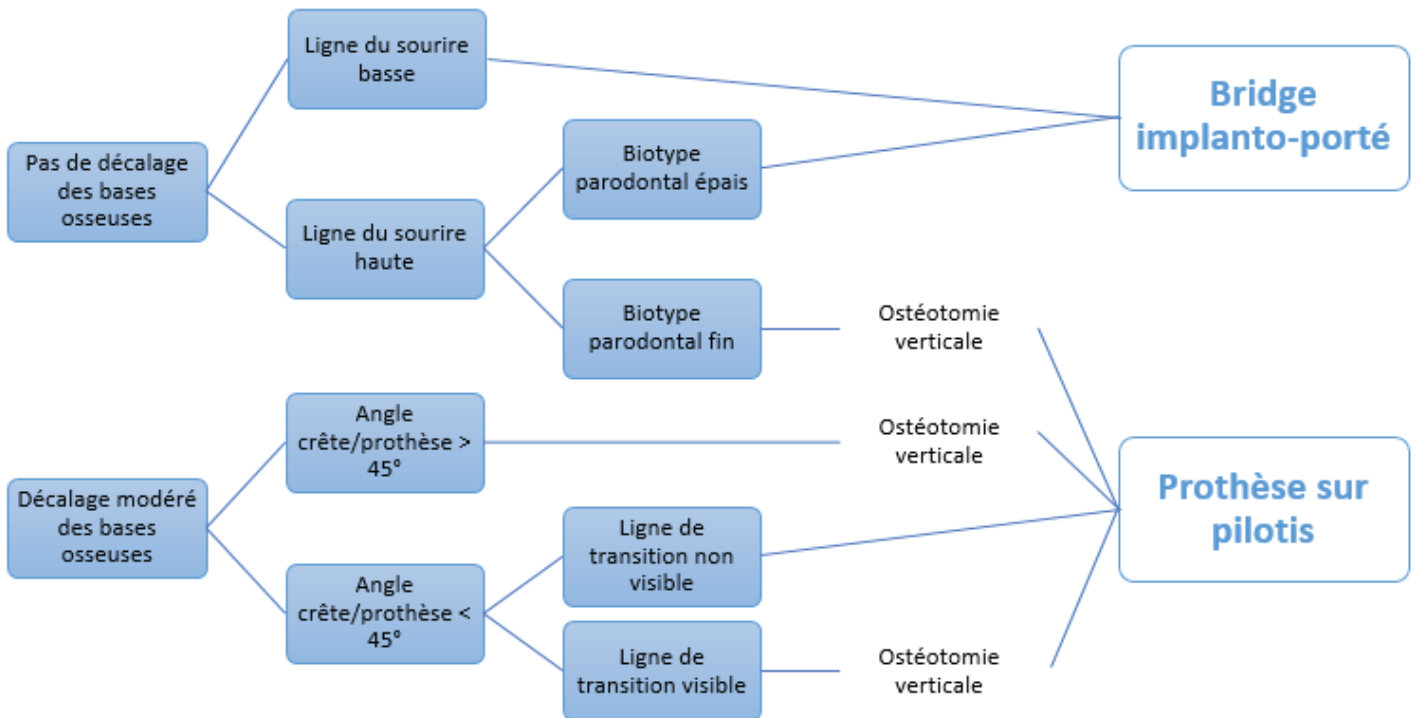 Ligne du sourire
basse
Bridge
implanto-porté
Pas de décalage
des bases
osseuses
Biotype
parodontal épais
Ligne du sourire
haute
Biotype
parodontal fin
Ostéotomie
verticale
Angle
crête/prothèse >
45°
Ostéotomie
verticale
Décalage modéré
des bases
osseuses
Prothèse sur
pilotis
Ligne de
transition non
visible
Angle
crête/prothèse <
45°
Ligne de
transition visible
Ostéotomie
verticale